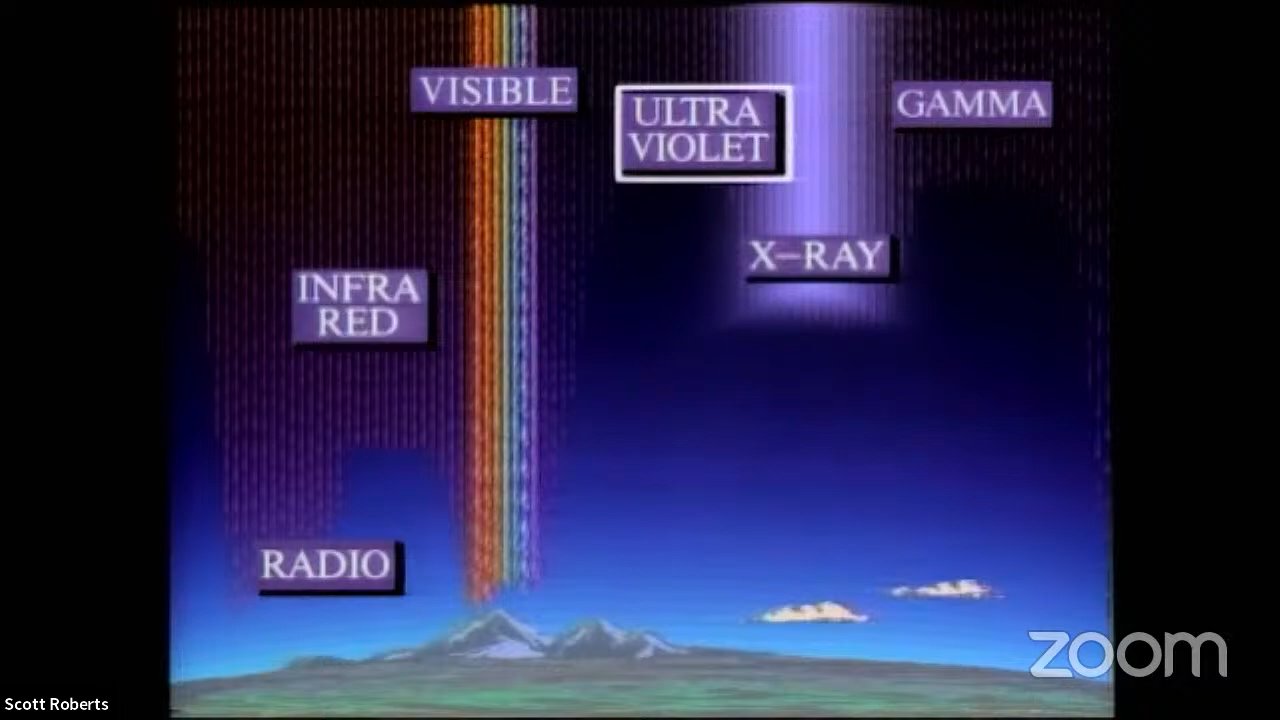 VISIBLE
ULTRA
VIOLET
GAMMA
X-RAY
INFRA
RED
RADIO
zoom
Scott Roberts